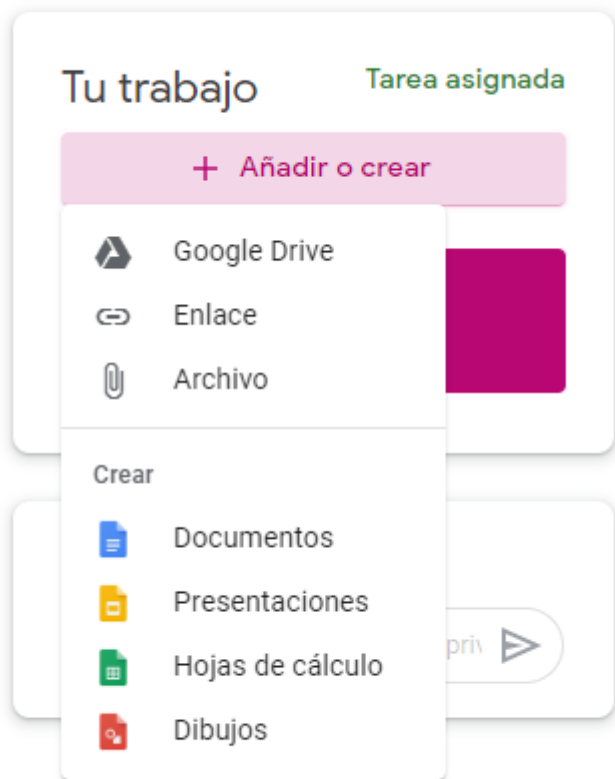 Tu trabajo
Tarea asignada
+ Añadir o crear
Google Drive
Enlace
Archivo
Crear
Documentos
Presentaciones
Hojas de cálculo
Dibujos